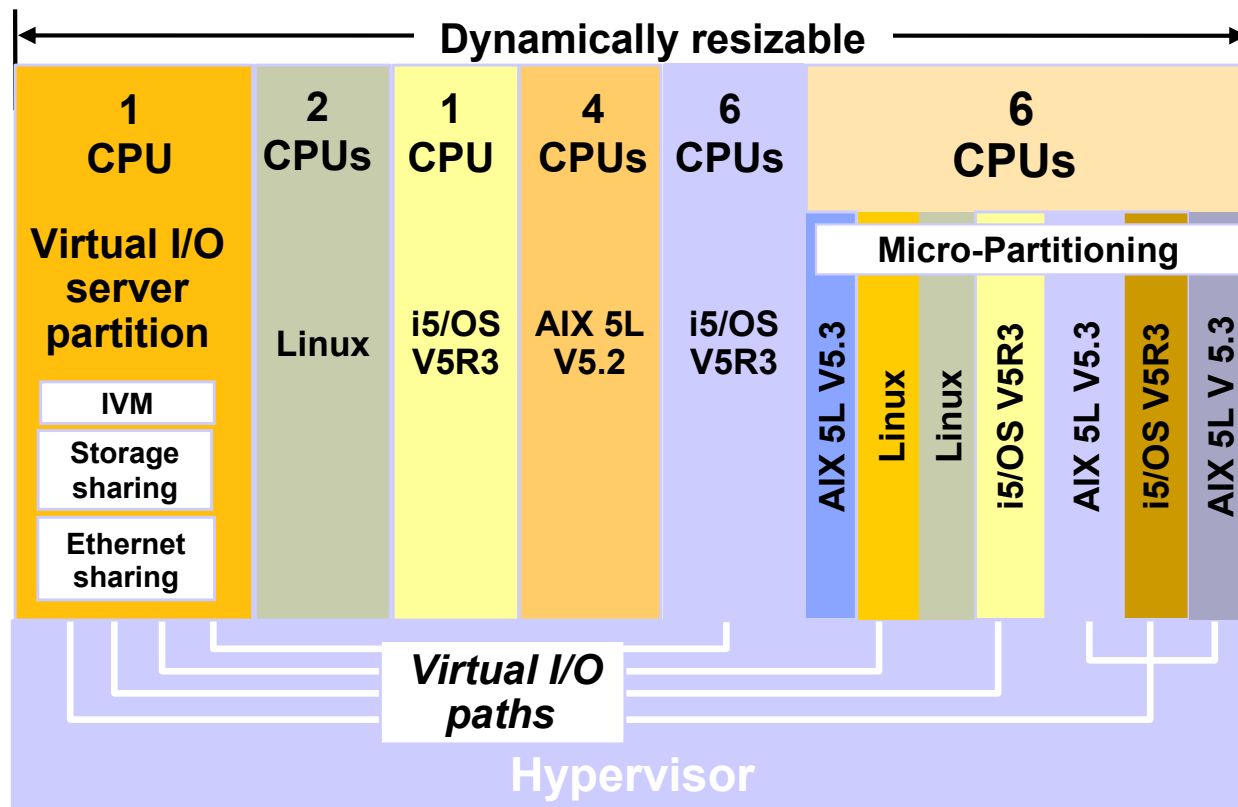 Dynamically resizable
1
CPU
2
CPUs
1
CPU
4
CPUs
6
CPUs
6
CPUs
Virtual I/O
server
partition
Linux
i5/OS
V5R3
AIX 5L
V5.2
i5/OS
V5R3
Micro-Partitioning
AIX 5L V5.3
Linux
Linux
i5/OS V5R3
AIX 5L V5.3
i5/OS V5R3
AIX 5L V 5.3
IVM
Storage
sharing
Ethernet
sharing
Virtual I/O
paths
Hypervisor